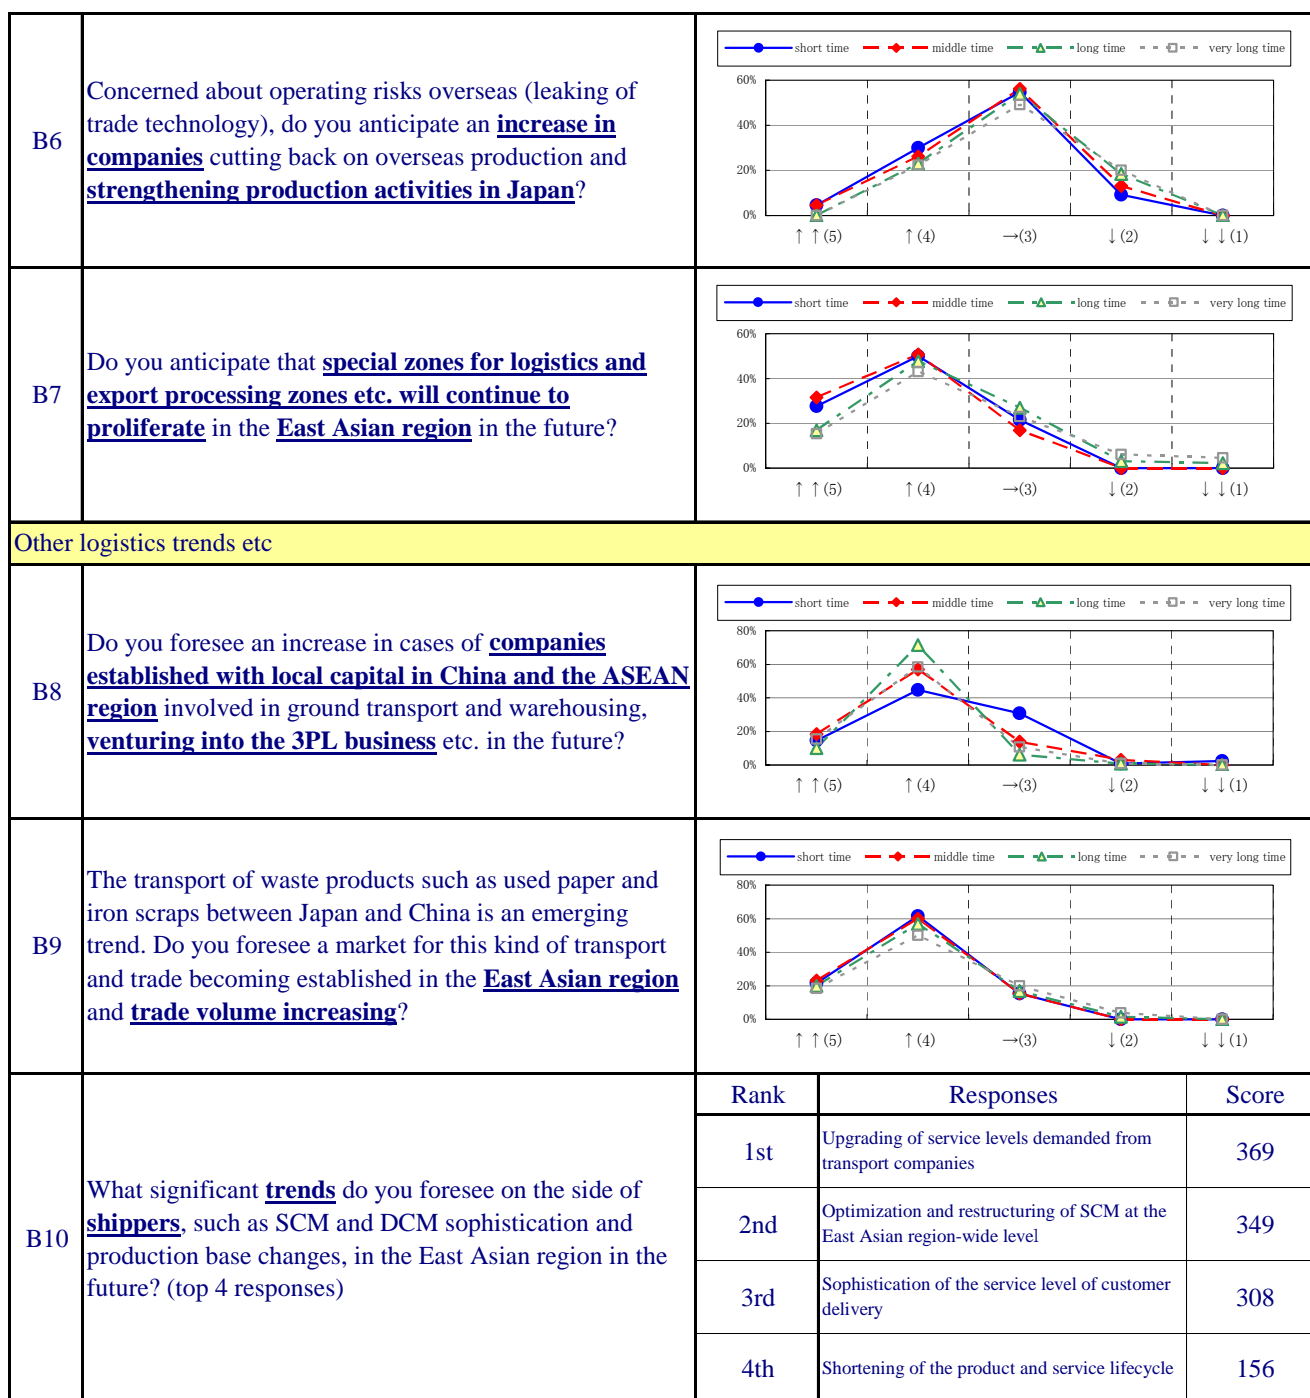 short time middle time long time very long time
B6
Concerned about operating risks overseas (leaking of
trade technology), do you anticipate an increase in
companies cutting back on overseas production and
strengthening production activities in Japan?
60%
40%
20%
0%
↑ ↑(5) ↑(4) →(3) ↓(2) ↓ ↓(1)
short time middle time long time very long time
B7
Do you anticipate that special zones for logistics and
export processing zones etc. will continue to
proliferate in the East Asian region in the future?
60%
40%
20%
0%
↑ ↑(5) ↑(4) →(3) ↓(2) ↓ ↓(1)
Other logistics trends etc
short time middle time long time very long time
B8
Do you foresee an increase in cases of companies
established with local capital in China and the ASEAN
region involved in ground transport and warehousing,
venturing into the 3PL business etc. in the future?
80%
60%
40%
20%
0%
↑ ↑(5) ↑(4) →(3) ↓(2) ↓ ↓(1)
short time middle time long time very long time
B9
The transport of waste products such as used paper and
iron scraps between Japan and China is an emerging
trend. Do you foresee a market for this kind of transport
and trade becoming established in the East Asian region
and trade volume increasing?
80%
60%
40%
20%
0%
↑ ↑(5) ↑(4) →(3) ↓(2) ↓ ↓(1)
B10
What significant trends do you foresee on the side of
shippers, such as SCM and DCM sophistication and
production base changes, in the East Asian region in the
future? (top 4 responses)
Rank Responses Score
1st Upgrading of service levels demanded from
transport companies 369
2nd Optimization and restructuring of SCM at the
East Asian region-wide level 349
3rd Sophistication of the service level of customer
delivery 308
4th Shortening of the product and service lifecycle 156